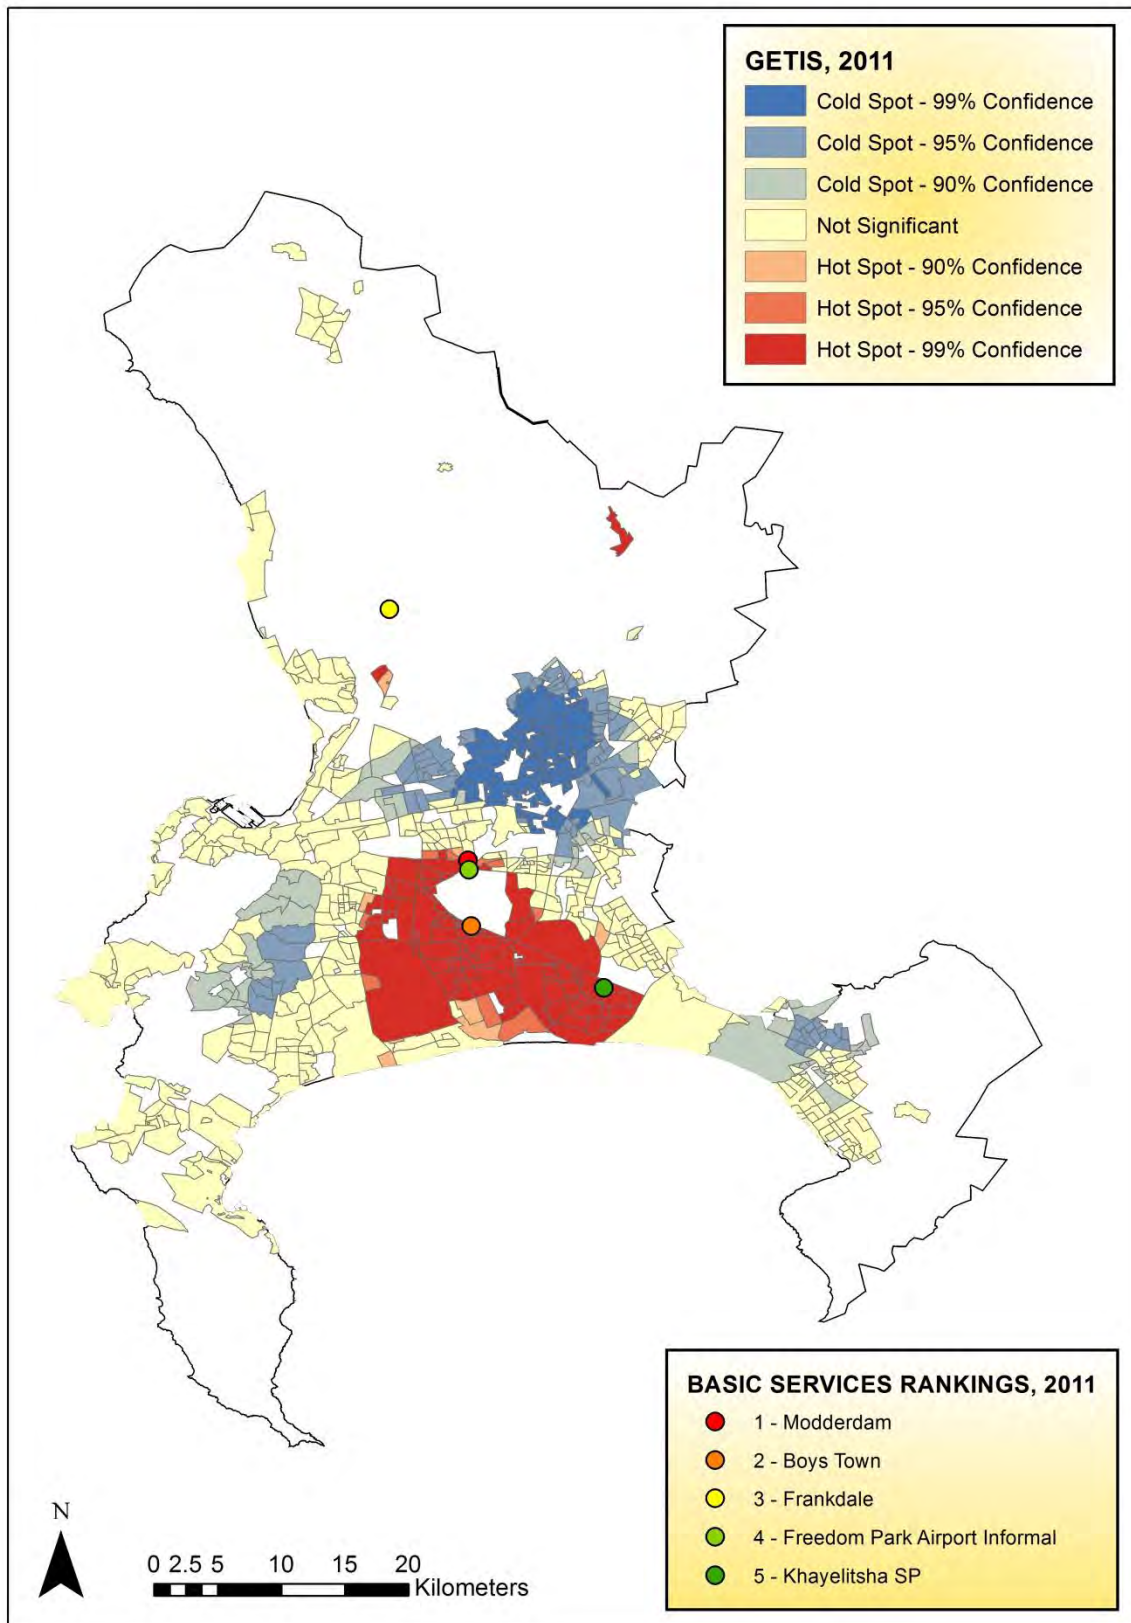 GETIS, 2011
Cold Spot - 99% Confidence
Cold Spot - 95% Confidence
Cold Spot - 90% Confidence
Not Significant
Hot Spot - 90% Confidence
Hot Spot - 95% Confidence
Hot Spot - 99% Confidence
BASIC SERVICES RANKINGS, 2011
1 - Modderdam
2 - Boys Town
3 - Frankdale
4 - Freedom Park Airport Informal
5 - Khayelitsha SP
N
0 2.5 5 10 15 20
Kilometers